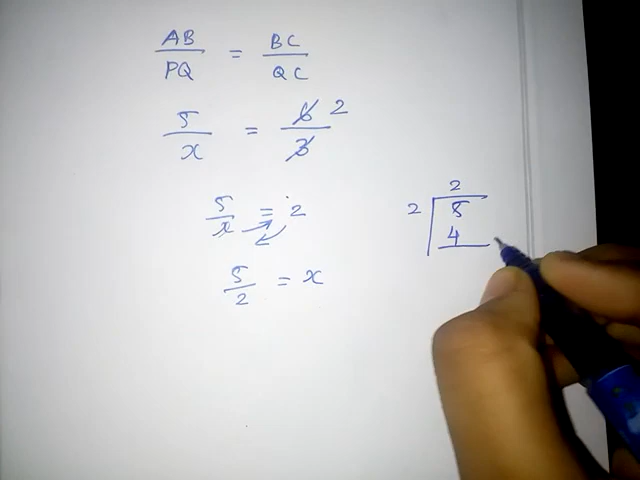 AB/PQ = BC/QC
5/x = 6/3 2
5/x = 2
5/2 = x
2
2 5
4